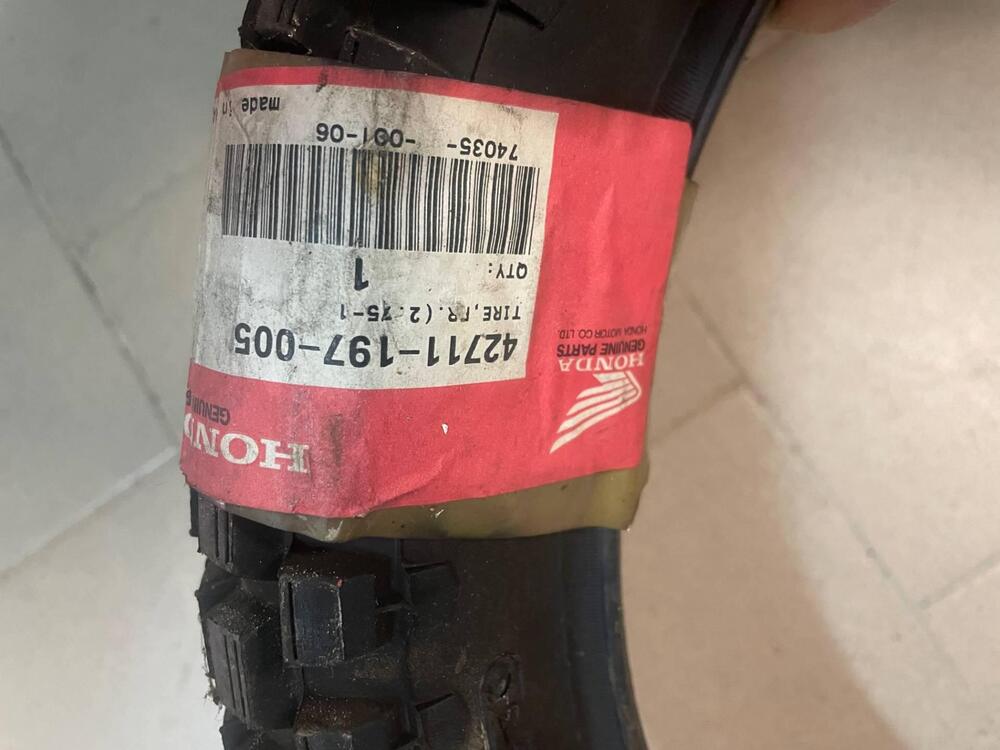 HONDA
GENUIN
42711-197-005
TIRE,FR.(2.75-1
QTY:
1
74035- -001-06
made in
HONDA
GENUINE PARTS
HONDA MOTOR CO. LTD.